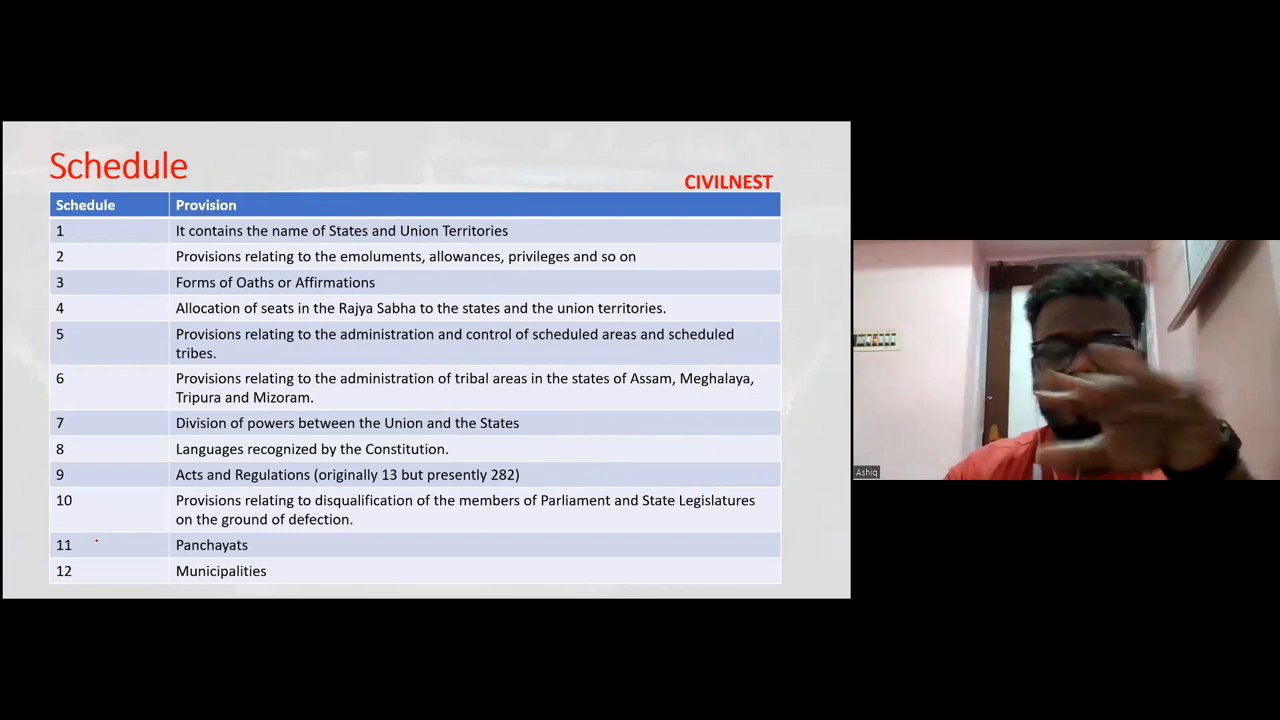 Schedule
CIVILNEST
Schedule Provision
1 It contains the name of States and Union Territories
2 Provisions relating to the emoluments, allowances, privileges and so on
3 Forms of Oaths or Affirmations
4 Allocation of seats in the Rajya Sabha to the states and the union territories.
5 Provisions relating to the administration and control of scheduled areas and scheduled
tribes.
6 Provisions relating to the administration of tribal areas in the states of Assam, Meghalaya,
Tripura and Mizoram.
7 Division of powers between the Union and the States
8 Languages recognized by the Constitution.
9 Acts and Regulations (originally 13 but presently 282)
10 Provisions relating to disqualification of the members of Parliament and State Legislatures
on the ground of defection.
11 Panchayats
12 Municipalities
Ashiq